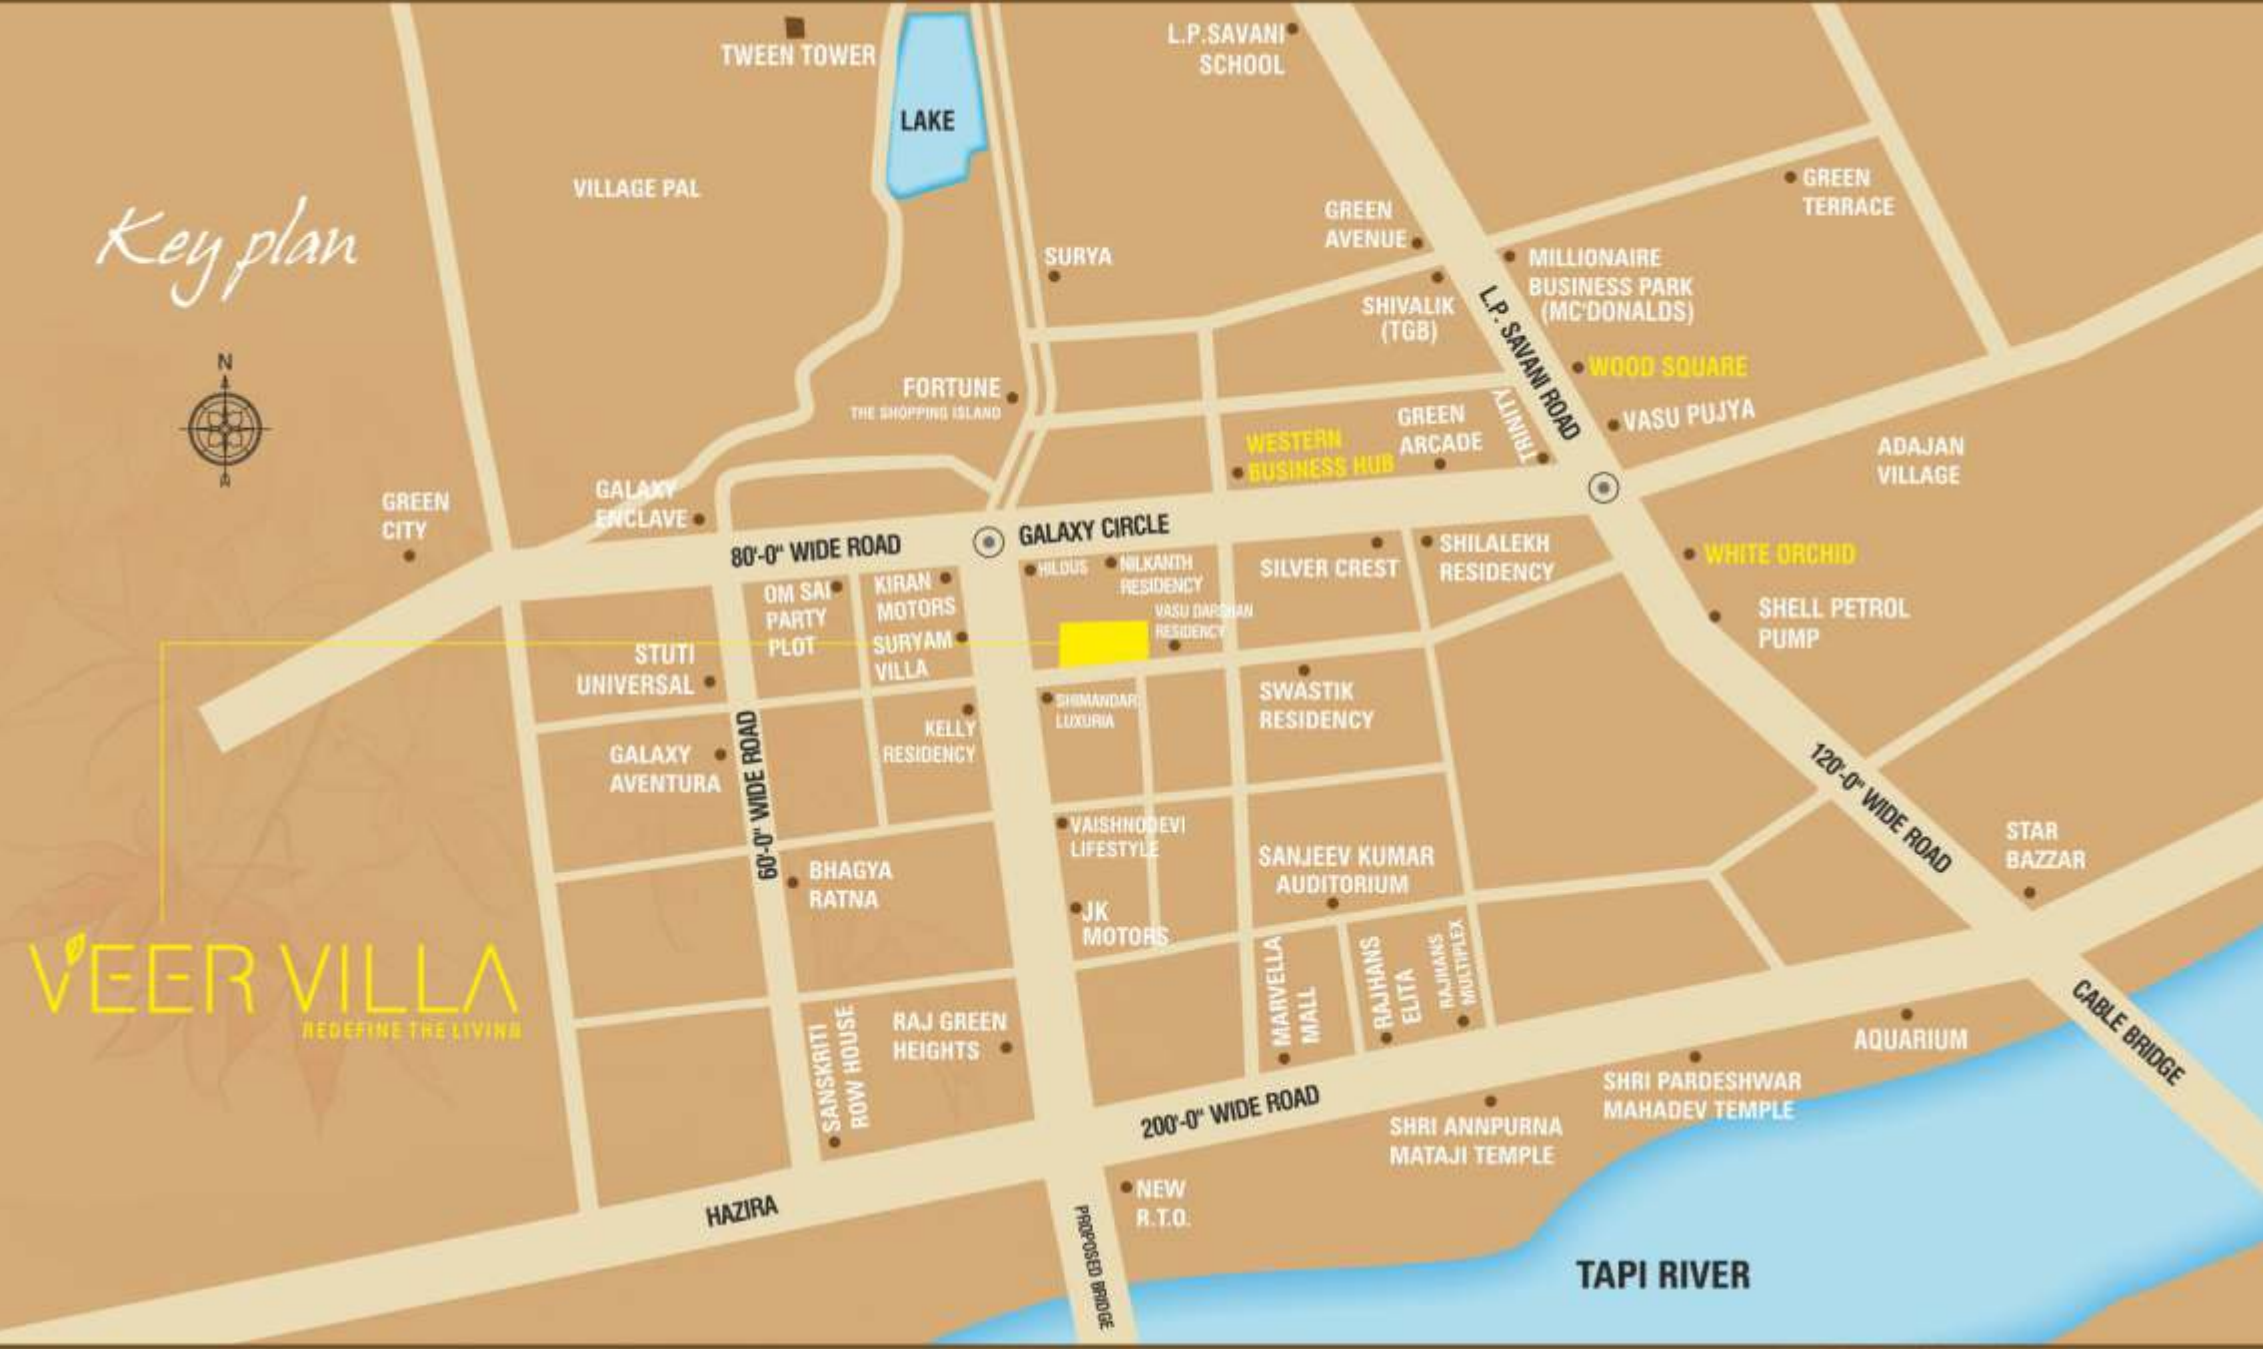 TWEEN TOWER
LAKE
L.P.SAVANI
SCHOOL
VILLAGE PAL
Key plan
N
SURYA
GREEN
AVENUE
GREEN
TERRACE
MILLIONAIRE
BUSINESS PARK
(MC'DONALDS)
SHIVALIK
(TGB)
L.P. SAVANI ROAD
WOOD SQUARE
VASU PUJYA
FORTUNE
THE SHOPPING ISLAND
GREEN
ARCADE
TRINITY
WESTERN
BUSINESS HUB
ADAJAN
VILLAGE
GREEN
CITY
GALAXY
ENCLAVE
80'-0" WIDE ROAD
GALAXY CIRCLE
HILDUS
NILKANTH
RESIDENCY
SILVER CREST
SHILALEKH
RESIDENCY
WHITE ORCHID
SHELL PETROL
PUMP
OM SAI
PARTY
PLOT
KIRAN
MOTORS
SURYAM
VILLA
VASU DARSHAN
RESIDENCY
STUTI
UNIVERSAL
SHIMANDAR
LUXURIA
SWASTIK
RESIDENCY
KELLY
RESIDENCY
GALAXY
AVENTURA
60'-0" WIDE ROAD
120'-0" WIDE ROAD
VAISHNODEVI
LIFESTYLE
SANJEEV KUMAR
AUDITORIUM
STAR
BAZZAR
BHAGYA
RATNA
JK
MOTORS
MARVELLA
MALL
RAJHANS
ELITA
RAJHANS
MULTIPLEX
VEER VILLA
REDEFINE THE LIVING
SANSKRITI
ROW HOUSE
RAJ GREEN
HEIGHTS
CABLE BRIDGE
AQUARIUM
SHRI PARDESHWAR
MAHADEV TEMPLE
200'-0" WIDE ROAD
SHRI ANNPURNA
MATAJI TEMPLE
HAZIRA
NEW
R.T.O.
PROPOSED BRIDGE
TAPI RIVER